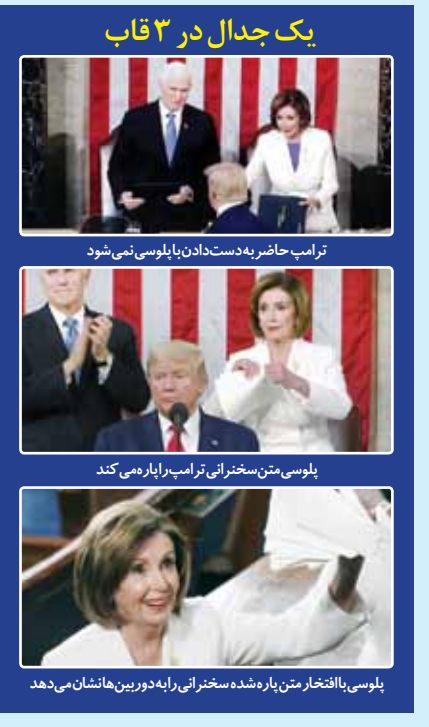 یک جدال در ۳ قاب
ترامپ حاضر به دست‌دادن با پلوسی نمی‌شود
پلوسی متن سخنرانی ترامپ را پاره می‌کند
پلوسی با افتخار متن پاره شده سخنرانی را به دوربین‌ها نشان می‌دهد